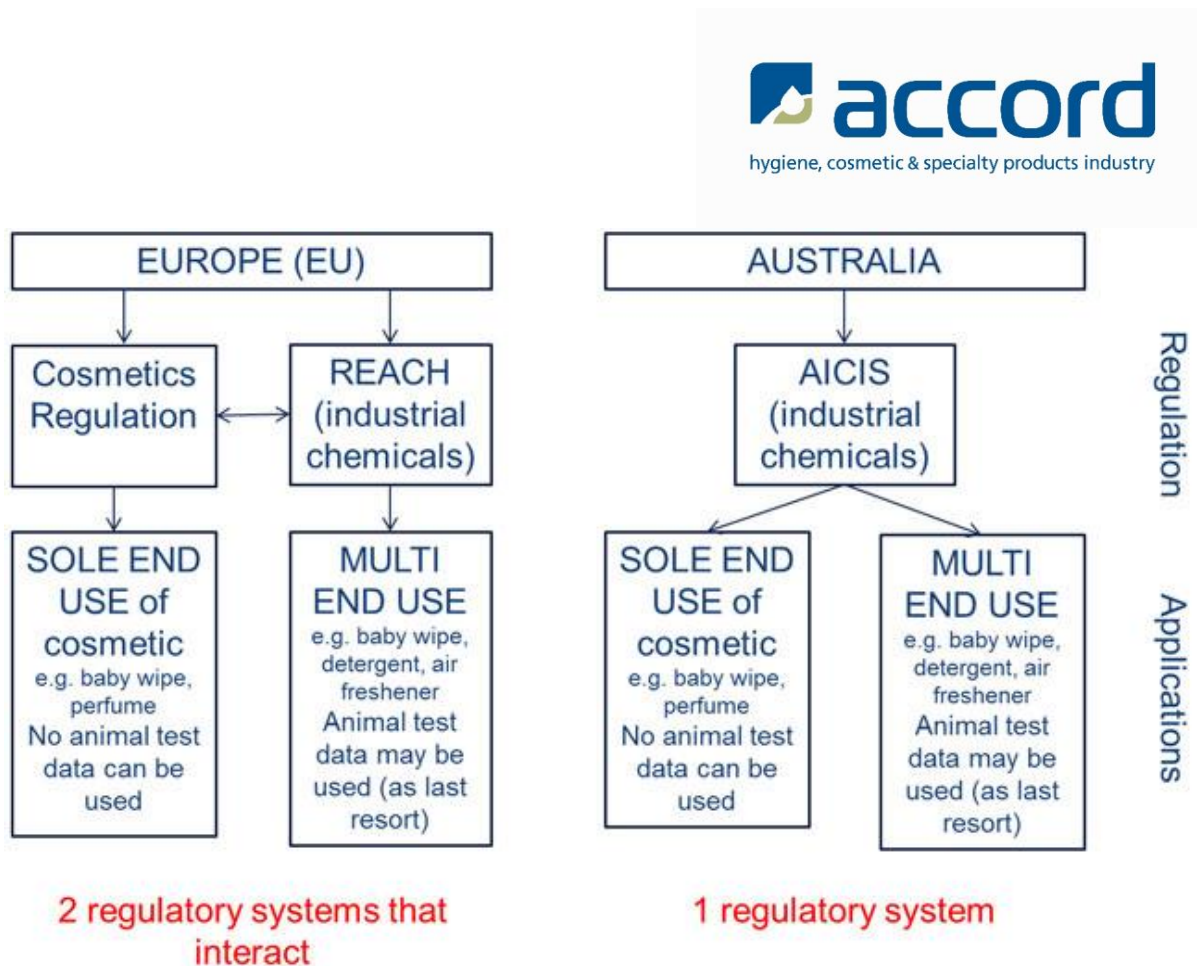 accord
hygiene, cosmetic & specialty products industry
EUROPE (EU)
Cosmetics
Regulation
REACH
(industrial
chemicals)
SOLE END
USE of
cosmetic
e.g. baby wipe,
perfume
No animal test
data can be
used
MULTI
END USE
e.g. baby wipe,
detergent, air
freshener
Animal test
data may be
used (as last
resort)
2 regulatory systems that
interact
AUSTRALIA
AICIS
(industrial
chemicals)
SOLE END
USE of
cosmetic
e.g. baby wipe,
perfume
No animal test
data can be
used
MULTI
END USE
e.g. baby wipe,
detergent, air
freshener
Animal test
data may be
used (as last
resort)
1 regulatory system
Regulation
Applications